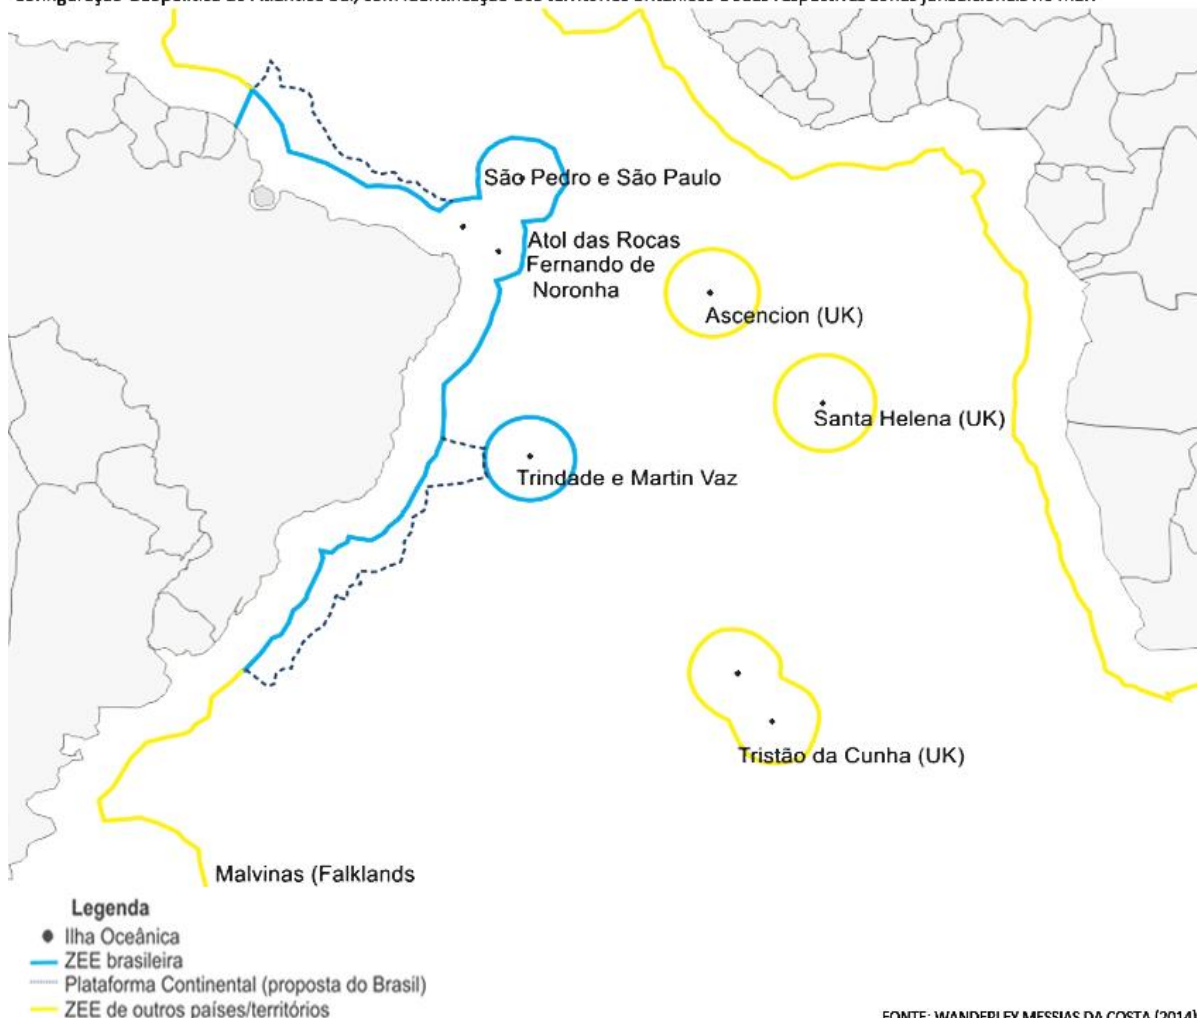 São Pedro e São Paulo
Atol das Rocas
Fernando de
Noronha
Ascencion (UK)
Santa Helena (UK)
Trindade e Martin Vaz
Tristão da Cunha (UK)
Malvinas (Falklands
Legenda
Ilha Oceânica
ZEE brasileira
Plataforma Continental (proposta do Brasil)
ZEE de outros países/territórios
FONTE: WANDERLEY MESSIAS DA COSTA (2014)